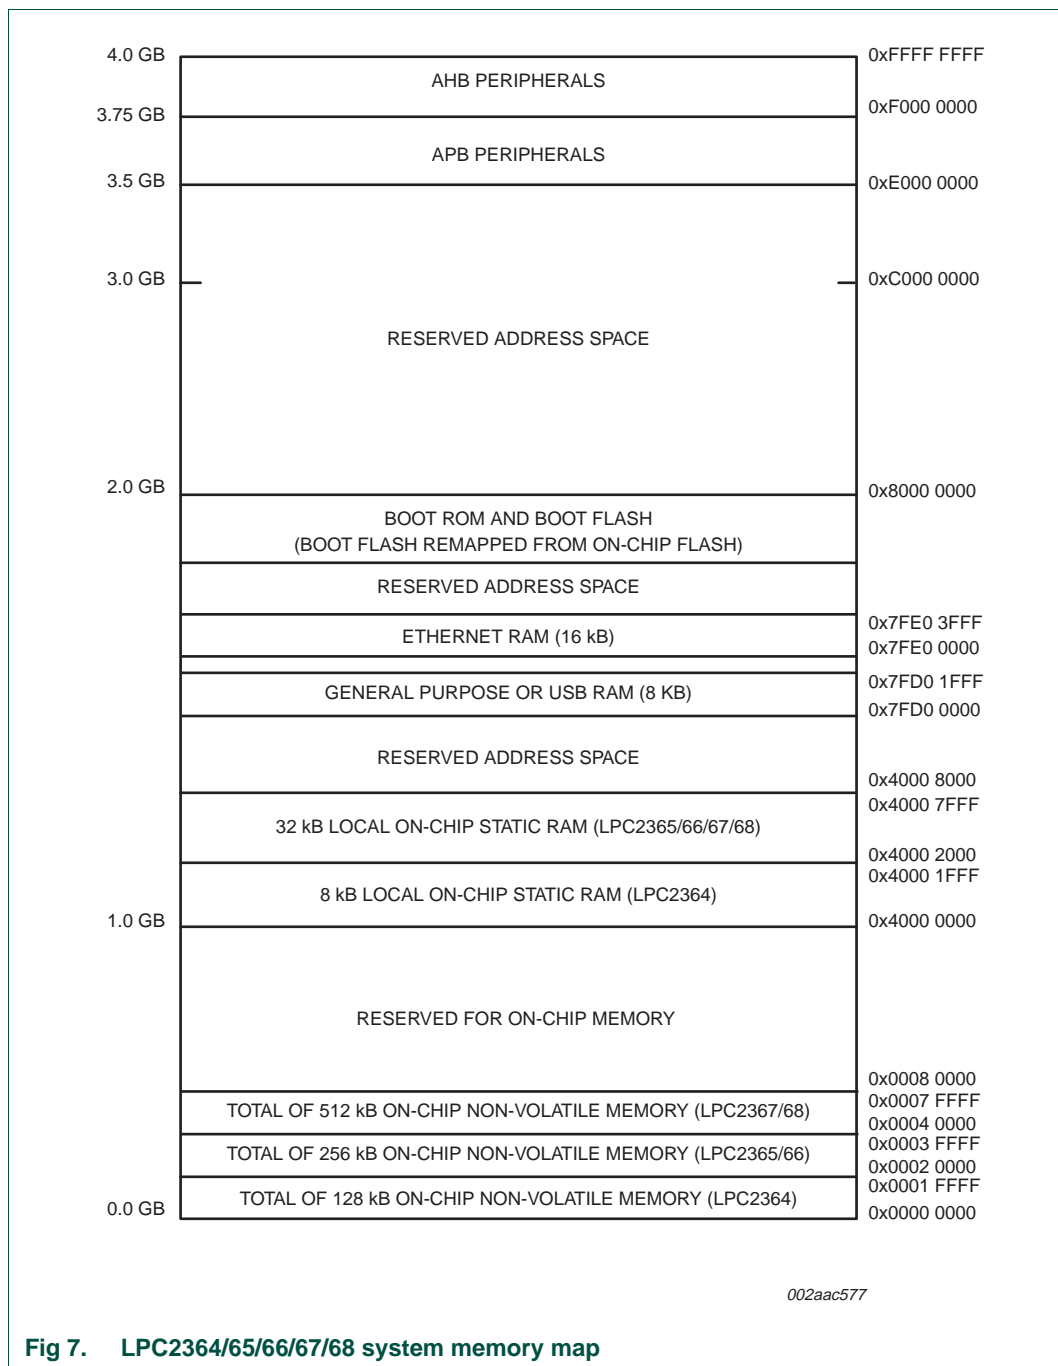 4.0 GB 0xFFFF FFFF
AHB PERIPHERALS
3.75 GB 0xF000 0000
APB PERIPHERALS
3.5 GB 0xE000 0000
3.0 GB 0xC000 0000
RESERVED ADDRESS SPACE
2.0 GB 0x8000 0000
BOOT ROM AND BOOT FLASH
(BOOT FLASH REMAPPED FROM ON-CHIP FLASH)
RESERVED ADDRESS SPACE
0x7FE0 3FFF
ETHERNET RAM (16 kB)
0x7FE0 0000
0x7FD0 1FFF
GENERAL PURPOSE OR USB RAM (8 KB)
0x7FD0 0000
RESERVED ADDRESS SPACE
0x4000 8000
0x4000 7FFF
32 kB LOCAL ON-CHIP STATIC RAM (LPC2365/66/67/68)
0x4000 2000
0x4000 1FFF
8 kB LOCAL ON-CHIP STATIC RAM (LPC2364)
1.0 GB 0x4000 0000
RESERVED FOR ON-CHIP MEMORY
0x0008 0000
0x0007 FFFF
TOTAL OF 512 kB ON-CHIP NON-VOLATILE MEMORY (LPC2367/68)
0x0004 0000
0x0003 FFFF
TOTAL OF 256 kB ON-CHIP NON-VOLATILE MEMORY (LPC2365/66)
0x0002 0000
0x0001 FFFF
TOTAL OF 128 kB ON-CHIP NON-VOLATILE MEMORY (LPC2364)
0.0 GB 0x0000 0000
002aac577
Fig 7. LPC2364/65/66/67/68 system memory map